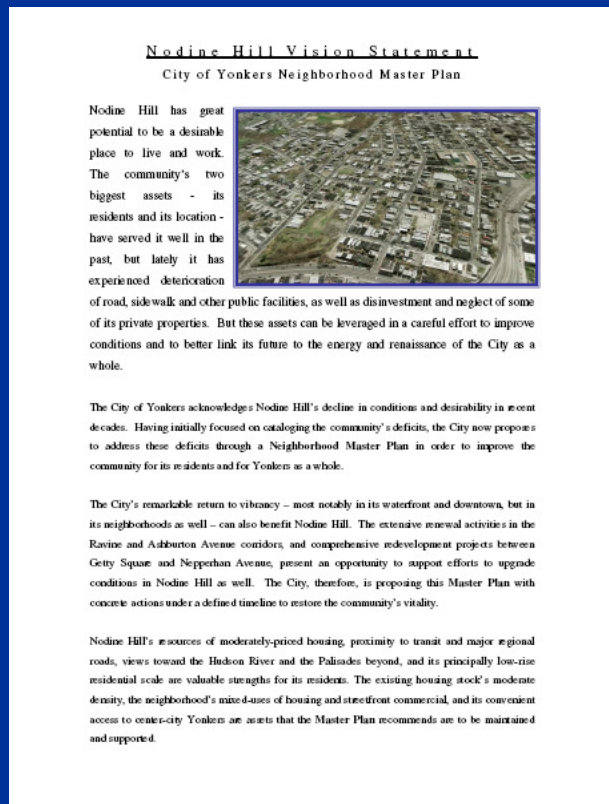 Nodine Hill Vision Statement
City of Yonkers Neighborhood Master Plan
Nodine Hill has great
potential to be a desirable
place to live and work.
The community's two
biggest assets - its
residents and its location -
have served it well in the
past, but lately it has
experienced deterioration
of road, sidewalk and other public facilities, as well as disinvestment and neglect of some
of its private properties. But these assets can be leveraged in a careful effort to improve
conditions and to better link its future to the energy and renaissance of the City as a
whole.
The City of Yonkers acknowledges Nodine Hill's decline in conditions and desirability in recent
decades. Having initially focused on cataloging the community's deficits, the City now proposes
to address these deficits through a Neighborhood Master Plan in order to improve the
community for its residents and for Yonkers as a whole.
The City's remarkable return to vibrancy – most notably in its waterfront and downtown, but in
its neighborhoods as well – can also benefit Nodine Hill. The extensive renewal activities in the
Ravine and Ashburton Avenue corridors, and comprehensive redevelopment projects between
Getty Square and Nepperhan Avenue, present an opportunity to support efforts to upgrade
conditions in Nodine Hill as well. The City, therefore, is proposing this Master Plan with
concrete actions under a defined timeline to restore the community's vitality.
Nodine Hill's resources of moderately-priced housing, proximity to transit and major regional
roads, views toward the Hudson River and the Palisades beyond, and its principally low-rise
residential scale are valuable strengths for its residents. The existing housing stock's moderate
density, the neighborhood's mixed-uses of housing and streetfront commercial, and its convenient
access to center-city Yonkers are assets that the Master Plan recommends are to be maintained
and supported.